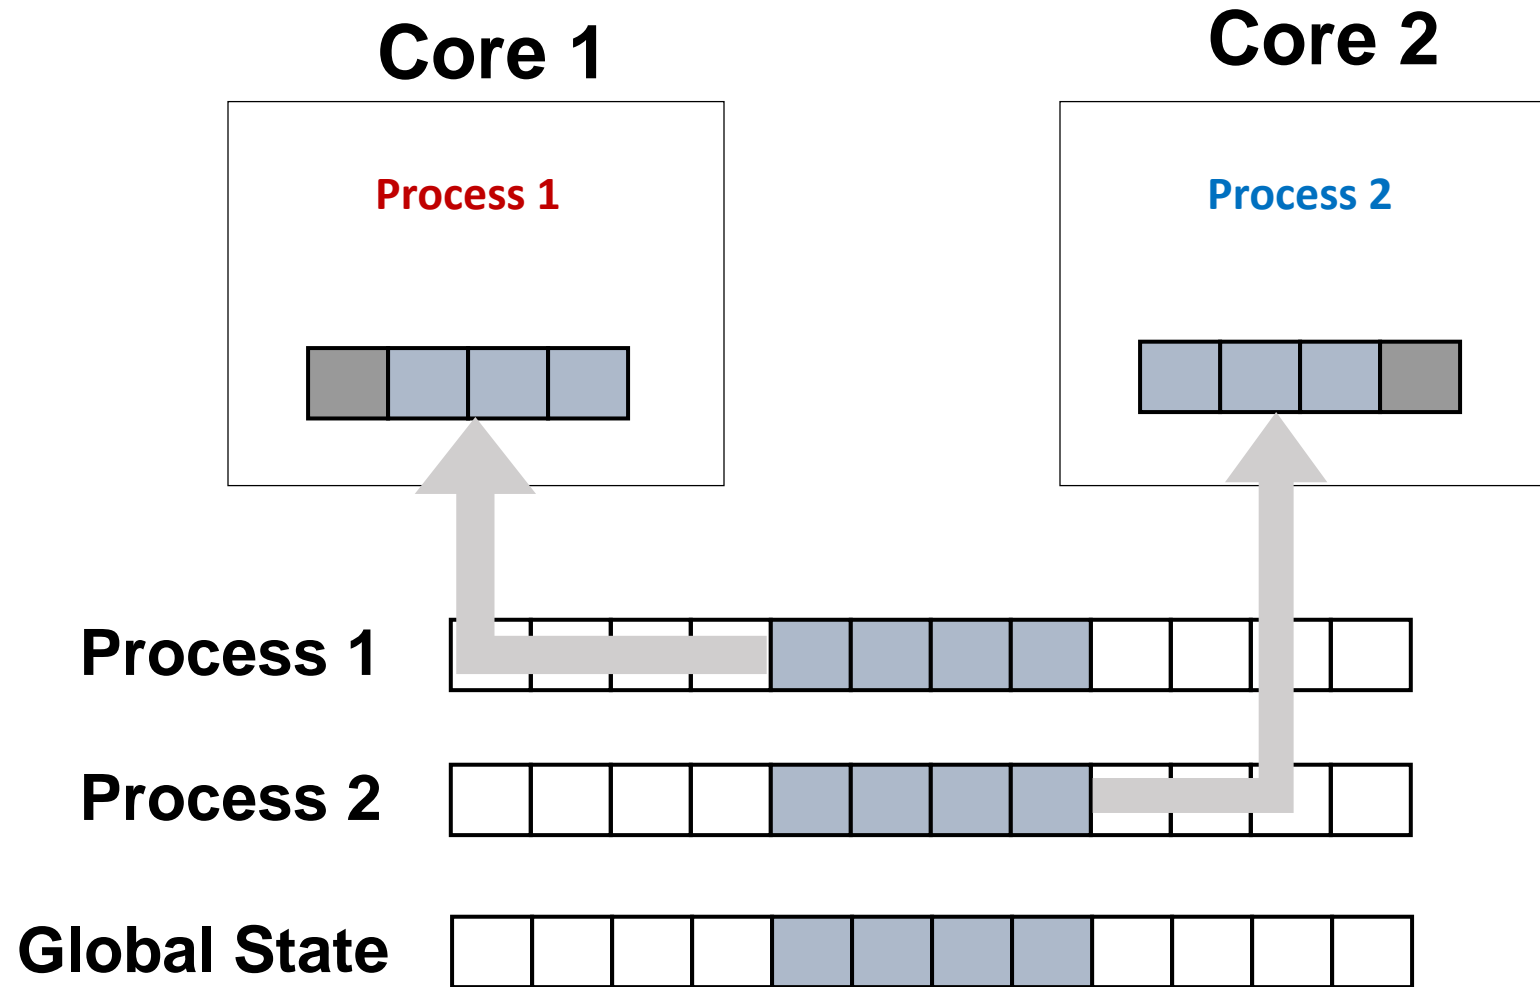 Core 1
Core 2
Process 1
Process 2
Process 1
Process 2
Global State